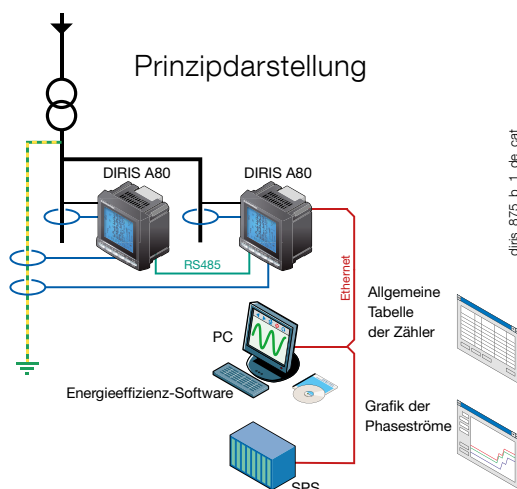 Prinzipdarstellung
diris_875_b_1_de_cat
DIRIS A80
DIRIS A80
RS485
Ethernet
Allgemeine
Tabelle
der Zähler
PC
Energieeffizienz-Software
Grafik der
Phaseströme
SPS